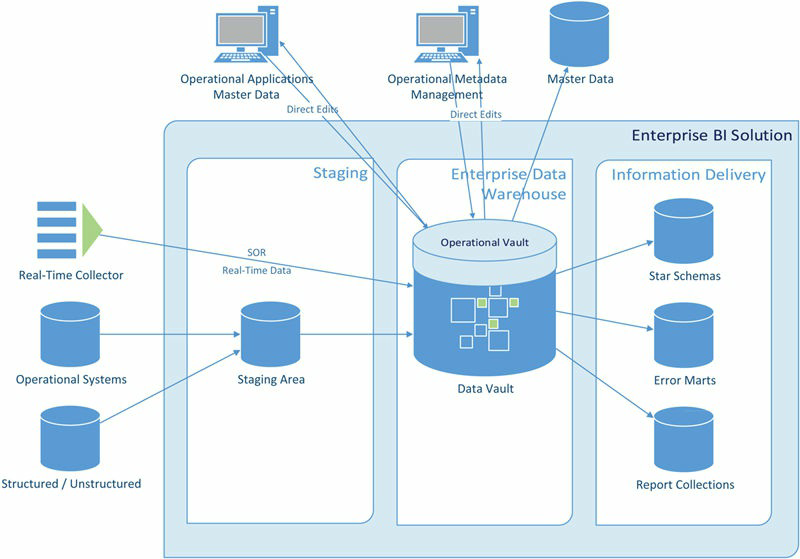 Operational Applications
Master Data
Operational Metadata
Management
Master Data
Direct Edits
Direct Edits
Enterprise BI Solution
Staging
Enterprise Data
Warehouse
Information Delivery
Real-Time Collector
SOR
Real-Time Data
Operational Vault
Star Schemas
Operational Systems
Staging Area
Data Vault
Error Marts
Structured / Unstructured
Report Collections